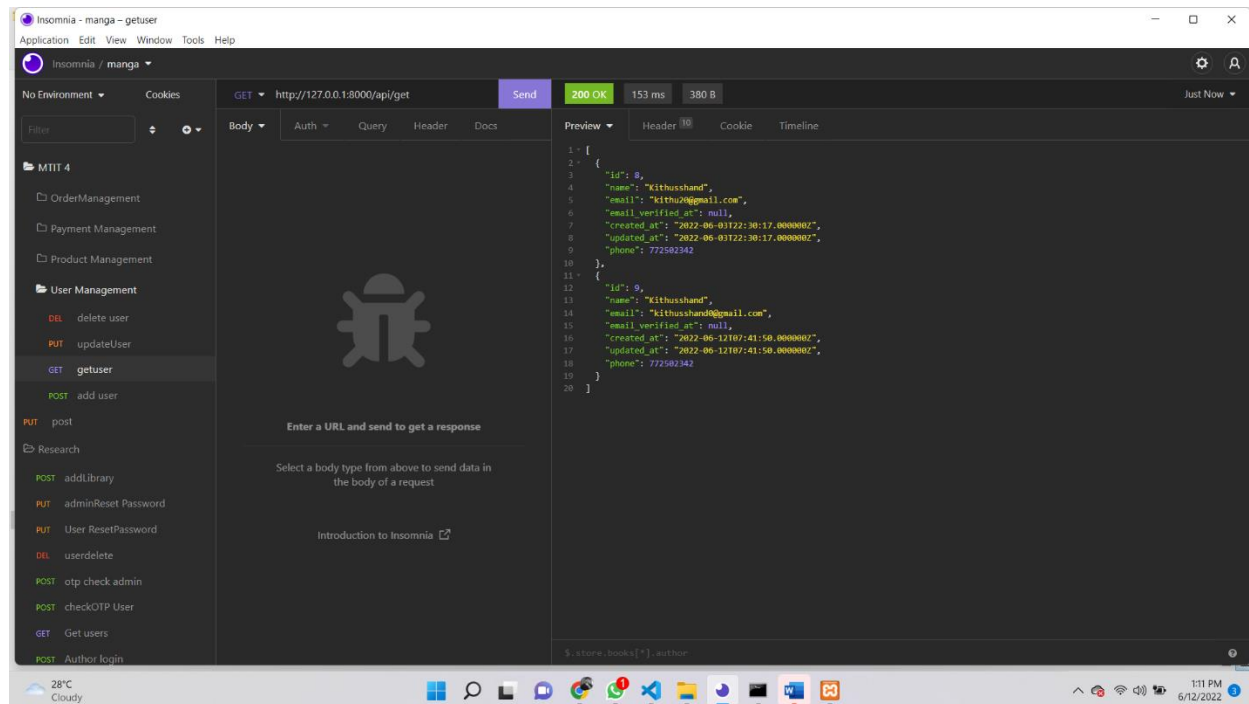 Insomnia - manga – getuser
Application Edit View Window Tools Help
Insomnia / manga
No Environment Cookies
GET http://127.0.0.1:8000/api/get Send
200 OK 153 ms 380 B Just Now
Filter
Body Auth Query Header Docs
Preview Header 10 Cookie Timeline
MTIT 4
OrderManagement
Payment Management
Product Management
User Management
DEL delete user
PUT updateUser
GET getuser
POST add user
PUT post
Research
POST addLibrary
PUT adminReset Password
PUT User ResetPassword
DEL userdelete
POST otp check admin
POST checkOTP User
GET Get users
POST Author login
Enter a URL and send to get a response
Select a body type from above to send data in
the body of a request
Introduction to Insomnia
1 [
2 {
3 "id": 8,
4 "name": "Kithusshand",
5 "email": "kithu20@gmail.com",
6 "email_verified_at": null,
7 "created_at": "2022-06-03T22:30:17.000000Z",
8 "updated_at": "2022-06-03T22:30:17.000000Z",
9 "phone": 772502342
10 },
11 {
12 "id": 9,
13 "name": "Kithusshand",
14 "email": "kithusshand0@gmail.com",
15 "email_verified_at": null,
16 "created_at": "2022-06-12T07:41:50.000000Z",
17 "updated_at": "2022-06-12T07:41:50.000000Z",
18 "phone": 772502342
19 }
20 ]
$.store.books[*].author
28°C
Cloudy
1
1:11 PM
6/12/2022
3